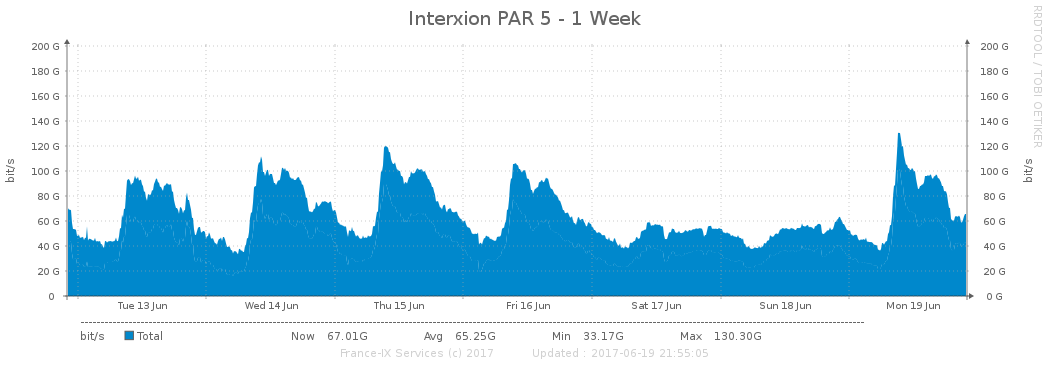 Interxion PAR 5 - 1 Week
RRDTOOL / TOBI OETIKER
200 G 200 G
180 G 180 G
160 G 160 G
140 G 140 G
120 G 120 G
100 G 100 G
80 G 80 G
60 G 60 G
40 G 40 G
20 G 20 G
0 0 G
bit/s bit/s
Tue 13 Jun Wed 14 Jun Thu 15 Jun Fri 16 Jun Sat 17 Jun Sun 18 Jun Mon 19 Jun
bit/s Total Now 67.01G Avg 65.25G Min 33.17G Max 130.30G
France-IX Services (c) 2017 Updated : 2017-06-19 21:55:05